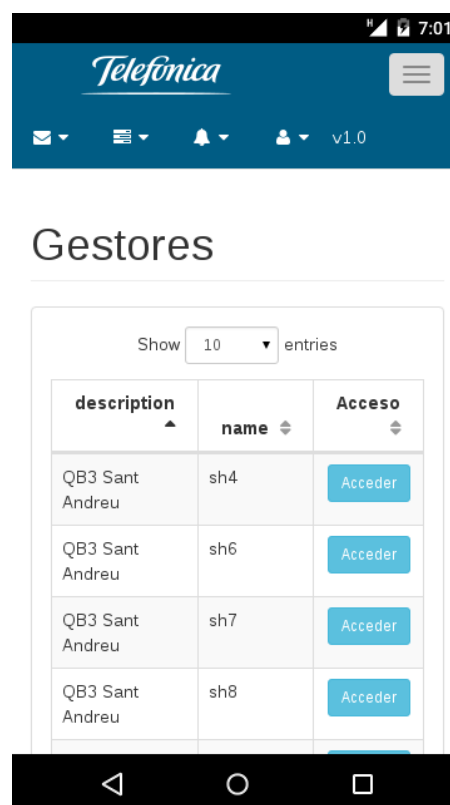 H 7:01
Telefónica
v1.0
Gestores
Show 10 entries
description name Acceso
QB3 Sant Andreu sh4 Acceder
QB3 Sant Andreu sh6 Acceder
QB3 Sant Andreu sh7 Acceder
QB3 Sant Andreu sh8 Acceder